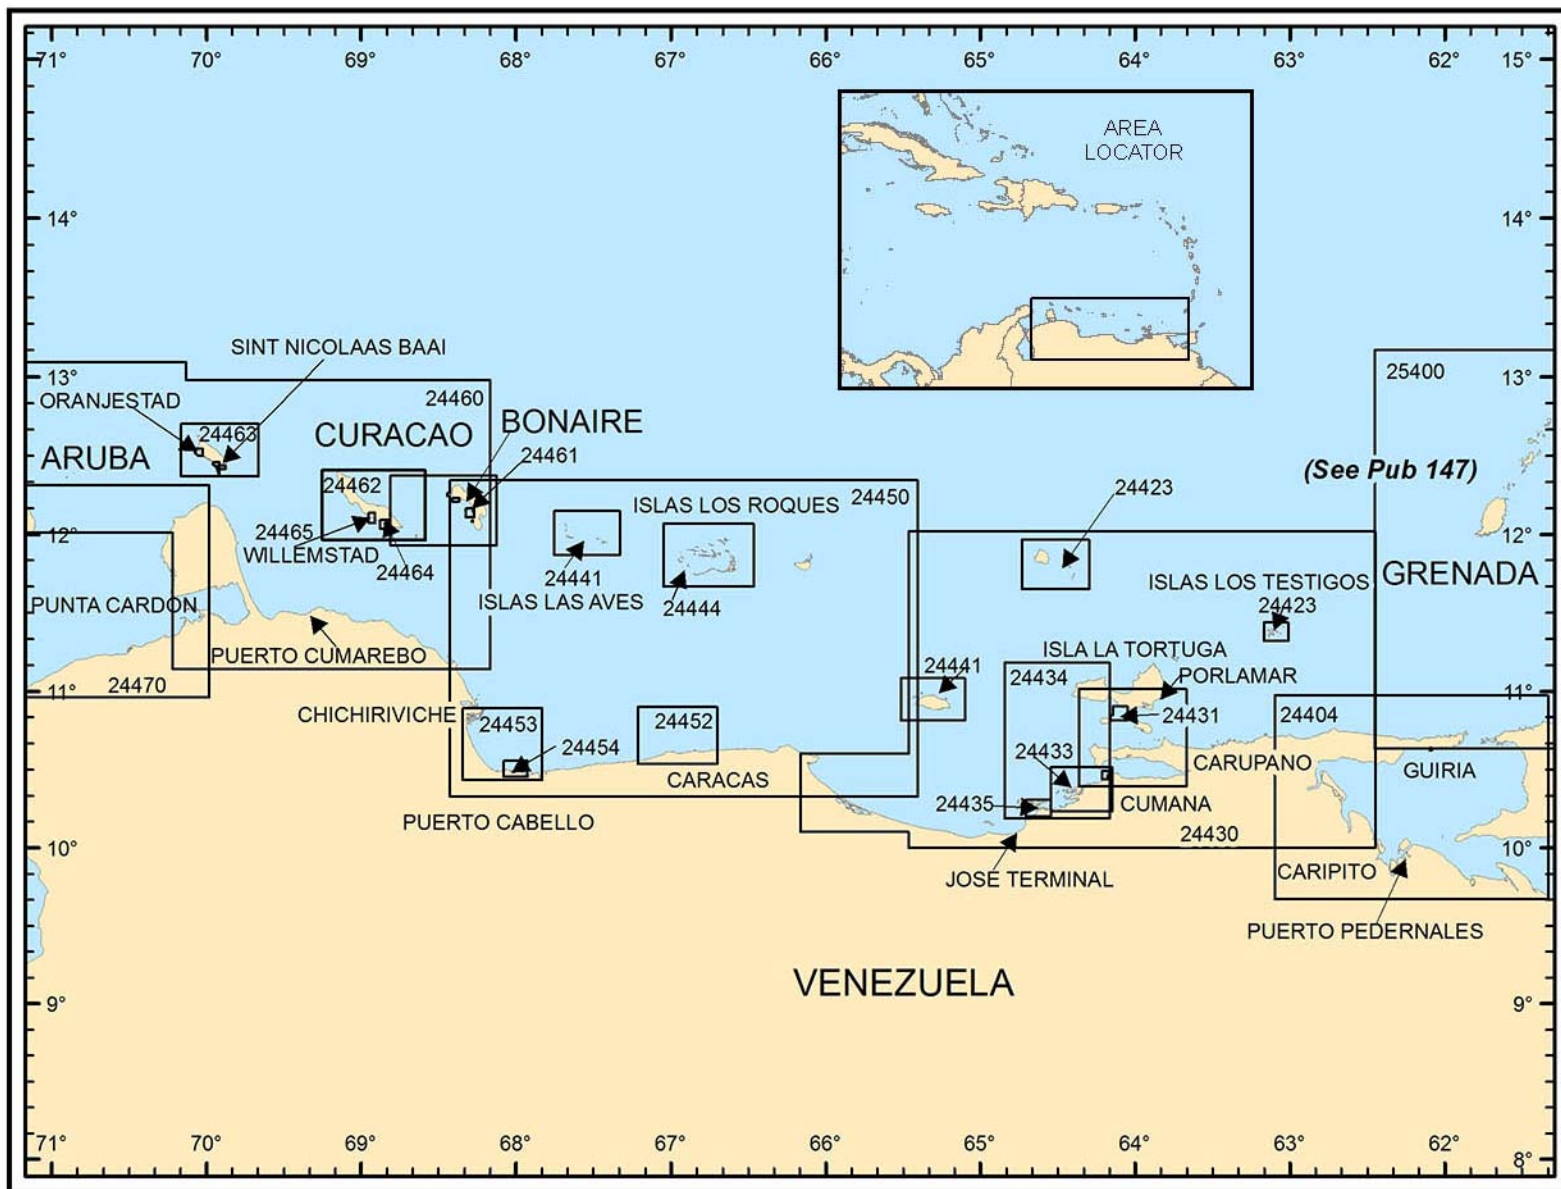 71° 70° 69° 68° 67° 66° 65° 64° 63° 62° 15°
AREA
LOCATOR
14° 14°
SINT NICOLAAS BAAI
13° 25400 13°
ORANJESTAD 24460
24463 CURACAO BONAIRE
ARUBA 24461 (See Pub 147)
24462 ISLAS LOS ROQUES 24450 24423
12° 24465 12°
WILLEMSTAD
24464 24441 ISLAS LOS TESTIGOS GRENADA
PUNTA CARDON ISLAS LAS AVES 24444 24423
PUERTO CUMAREBO ISLA LA TORTUGA
24441 24434 PORLAMAR
11° 24470 11°
CHICHIRIVICHE 24453 24452 24431 24404
24454 24433
CARACAS CARUPANO GUIRIA
PUERTO CABELLO 24435 CUMANA
10° 24430 10°
JOSE TERMINAL CARIPITO
PUERTO PEDERNALES
VENEZUELA
9° 9°
71° 70° 69° 68° 67° 66° 65° 64° 63° 62° 8°